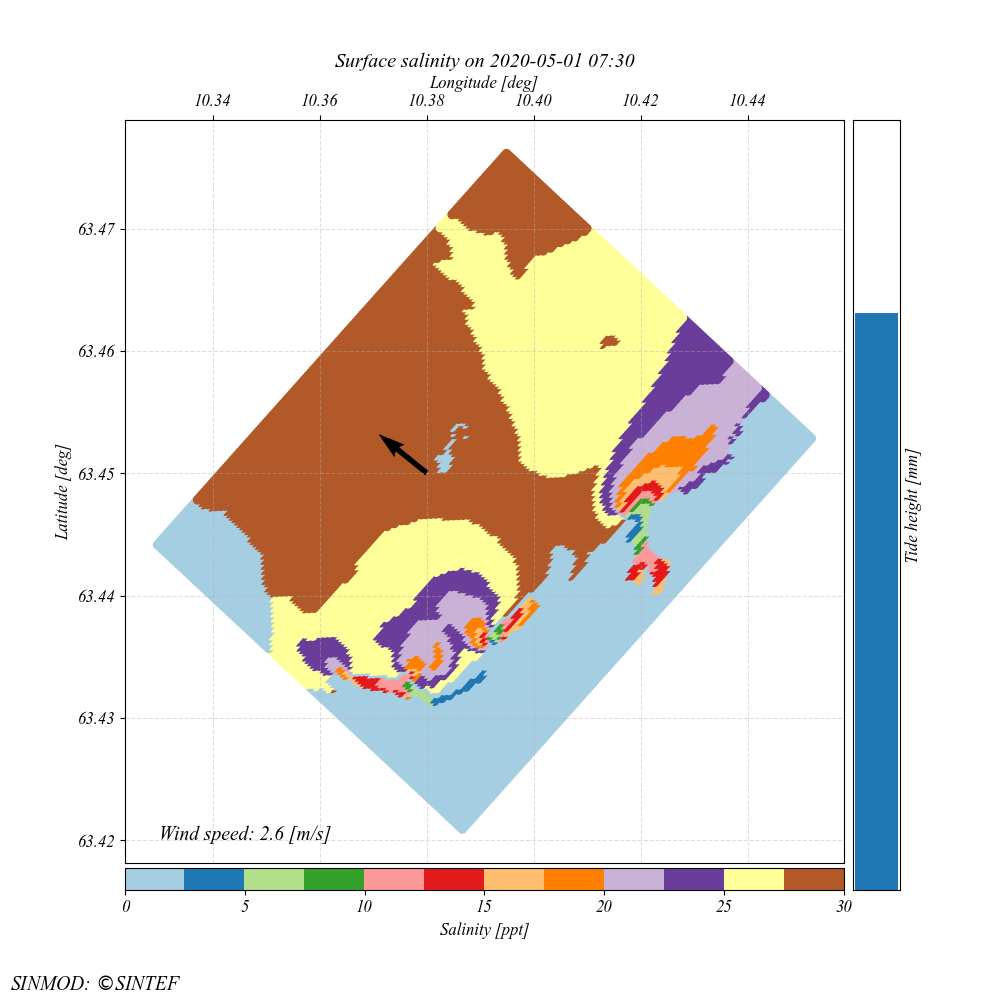 Surface salinity on 2020-05-01 07:30
Longitude [deg]
10.34 10.36 10.38 10.40 10.42 10.44
63.47
63.46
63.45
63.44
63.43
63.42
Latitude [deg]
Tide height [mm]
Wind speed: 2.6 [m/s]
0 5 10 15 20 25 30
Salinity [ppt]
SINMOD: ©SINTEF